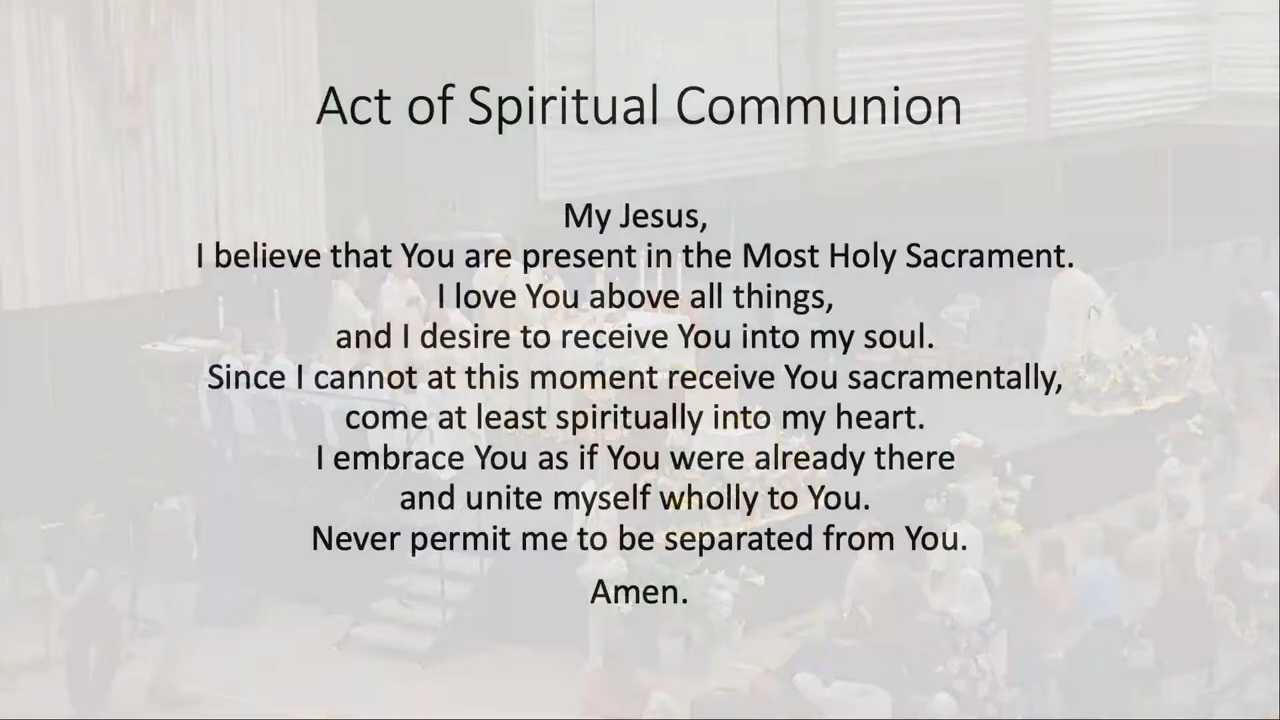 Act of Spiritual Communion
My Jesus,
I believe that You are present in the Most Holy Sacrament.
I love You above all things,
and I desire to receive You into my soul.
Since I cannot at this moment receive You sacramentally,
come at least spiritually into my heart.
I embrace You as if You were already there
and unite myself wholly to You.
Never permit me to be separated from You.
Amen.